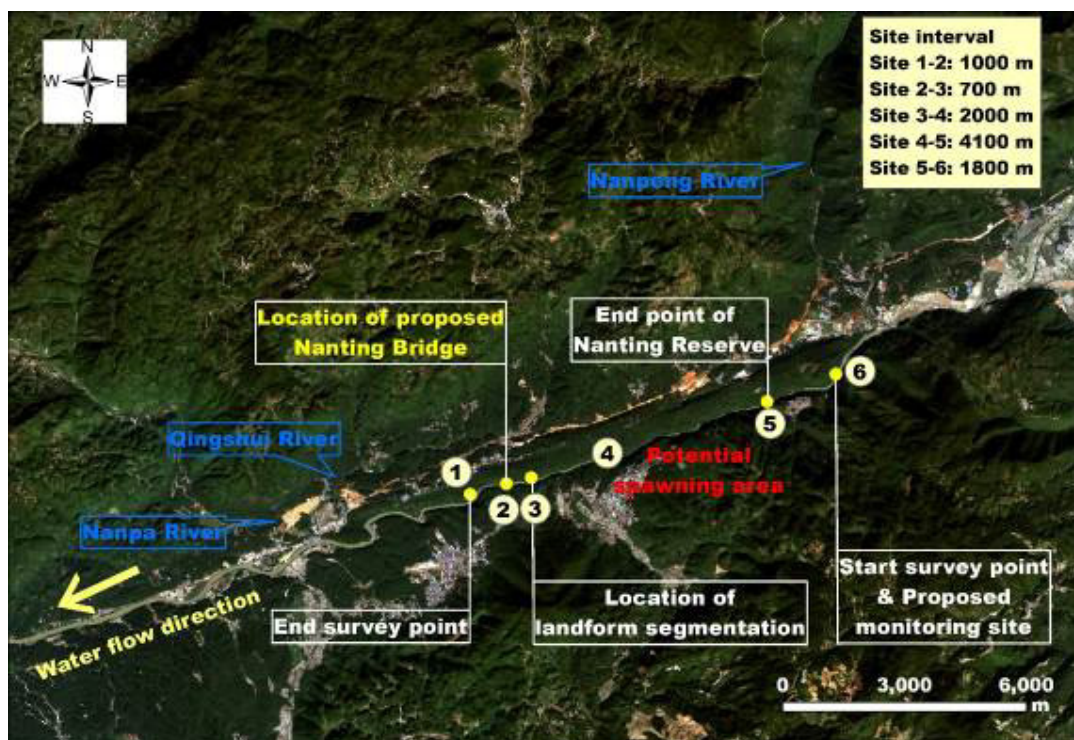 N
W E
S
Site interval
Site 1-2: 1000 m
Site 2-3: 700 m
Site 3-4: 2000 m
Site 4-5: 4100 m
Site 5-6: 1800 m
Nanpeng River
Location of proposed
Nanting Bridge
End point of
Nanting Reserve
6
5
Qingshui River
1
4
Potential
spawning area
2
3
Nanpa River
Water flow direction
End survey point
Location of
landform segmentation
Start survey point
& Proposed
monitoring site
0 3,000 6,000
m